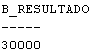 B_RESULTADO
-----
30000